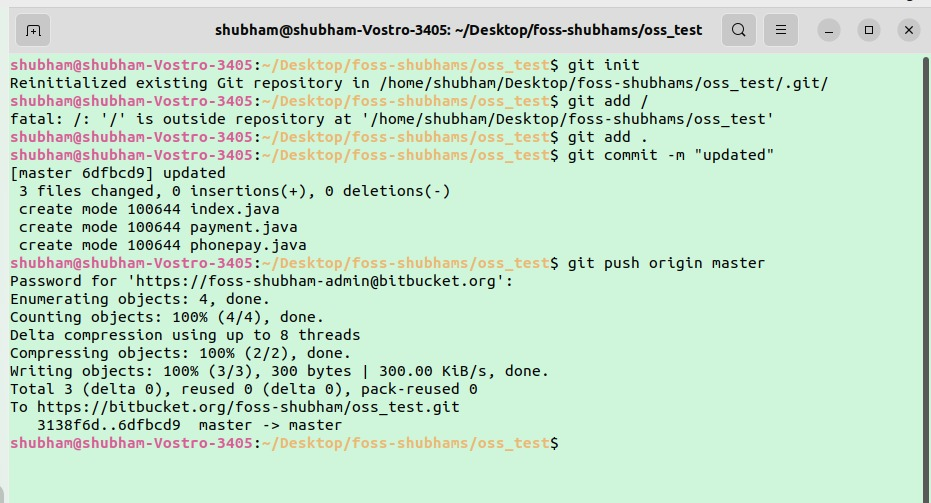 shubham@shubham-Vostro-3405: ~/Desktop/foss-shubhams/oss_test
shubham@shubham-Vostro-3405:~/Desktop/foss-shubhams/oss_test$ git init
Reinitialized existing Git repository in /home/shubham/Desktop/foss-shubhams/oss_test/.git/
shubham@shubham-Vostro-3405:~/Desktop/foss-shubhams/oss_test$ git add /
fatal: /: '/' is outside repository at '/home/shubham/Desktop/foss-shubhams/oss_test'
shubham@shubham-Vostro-3405:~/Desktop/foss-shubhams/oss_test$ git add .
shubham@shubham-Vostro-3405:~/Desktop/foss-shubhams/oss_test$ git commit -m "updated"
[master 6dfbcd9] updated
 3 files changed, 0 insertions(+), 0 deletions(-)
 create mode 100644 index.java
 create mode 100644 payment.java
 create mode 100644 phonepay.java
shubham@shubham-Vostro-3405:~/Desktop/foss-shubhams/oss_test$ git push origin master
Password for 'https://foss-shubham-admin@bitbucket.org':
Enumerating objects: 4, done.
Counting objects: 100% (4/4), done.
Delta compression using up to 8 threads
Compressing objects: 100% (2/2), done.
Writing objects: 100% (3/3), 300 bytes | 300.00 KiB/s, done.
Total 3 (delta 0), reused 0 (delta 0), pack-reused 0
To https://bitbucket.org/foss-shubham/oss_test.git
   3138f6d..6dfbcd9  master -> master
shubham@shubham-Vostro-3405:~/Desktop/foss-shubhams/oss_test$